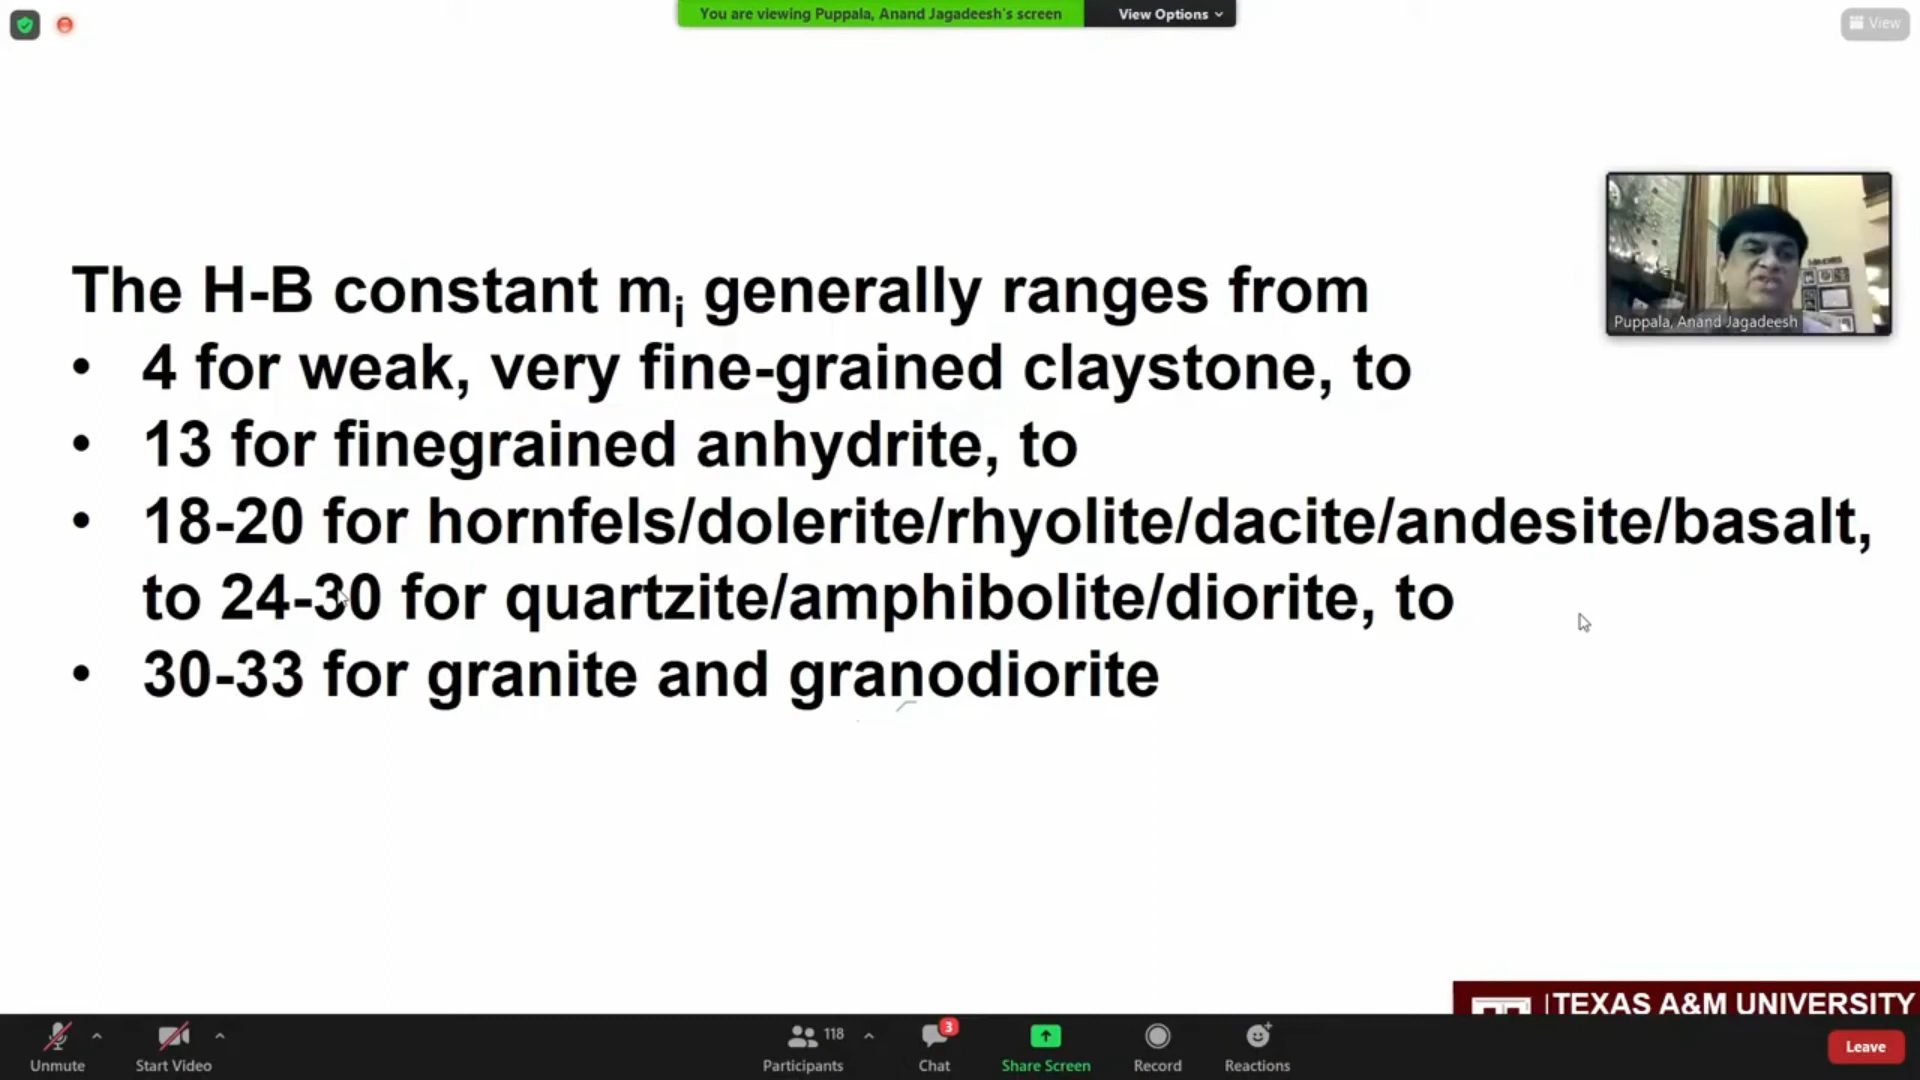 You are viewing Puppala, Anand Jagadeesh's screen View Options
View
The H-B constant mi generally ranges from
• 4 for weak, very fine-grained claystone, to
• 13 for finegrained anhydrite, to
• 18-20 for hornfels/dolerite/rhyolite/dacite/andesite/basalt,
to 24-30 for quartzite/amphibolite/diorite, to
• 30-33 for granite and granodiorite
Puppala, Anand Jagadeesh
TEXAS A&M UNIVERSITY
118
3
Unmute Start Video Participants Chat Share Screen Record Reactions Leave